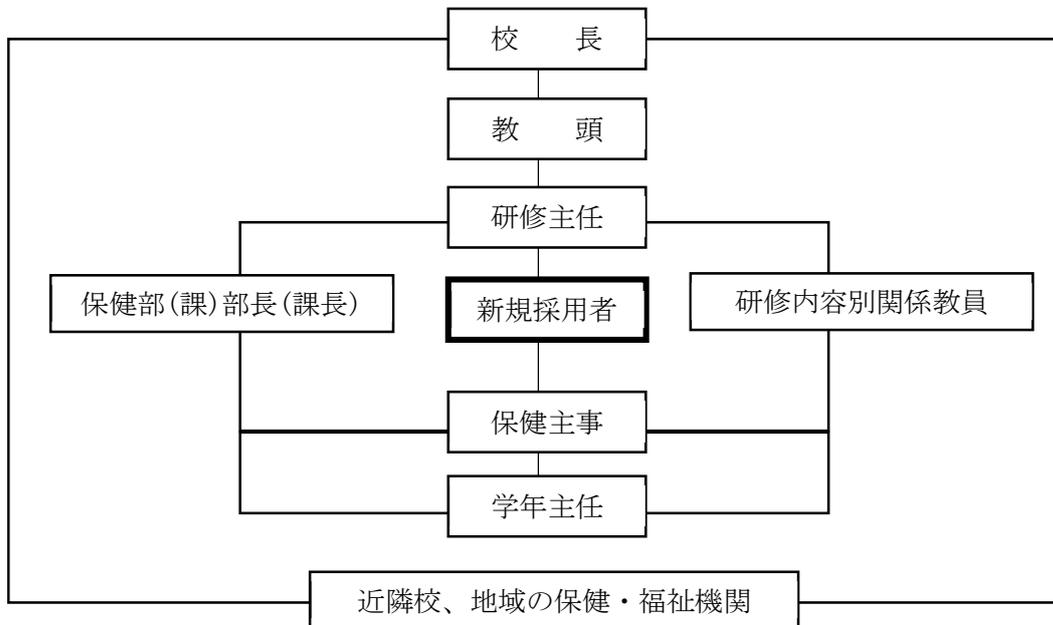 校　　長
教　　頭
研修主任
保健部(課)部長(課長)
新規採用者
研修内容別関係教員
保健主事
学年主任
近隣校、地域の保健・福祉機関